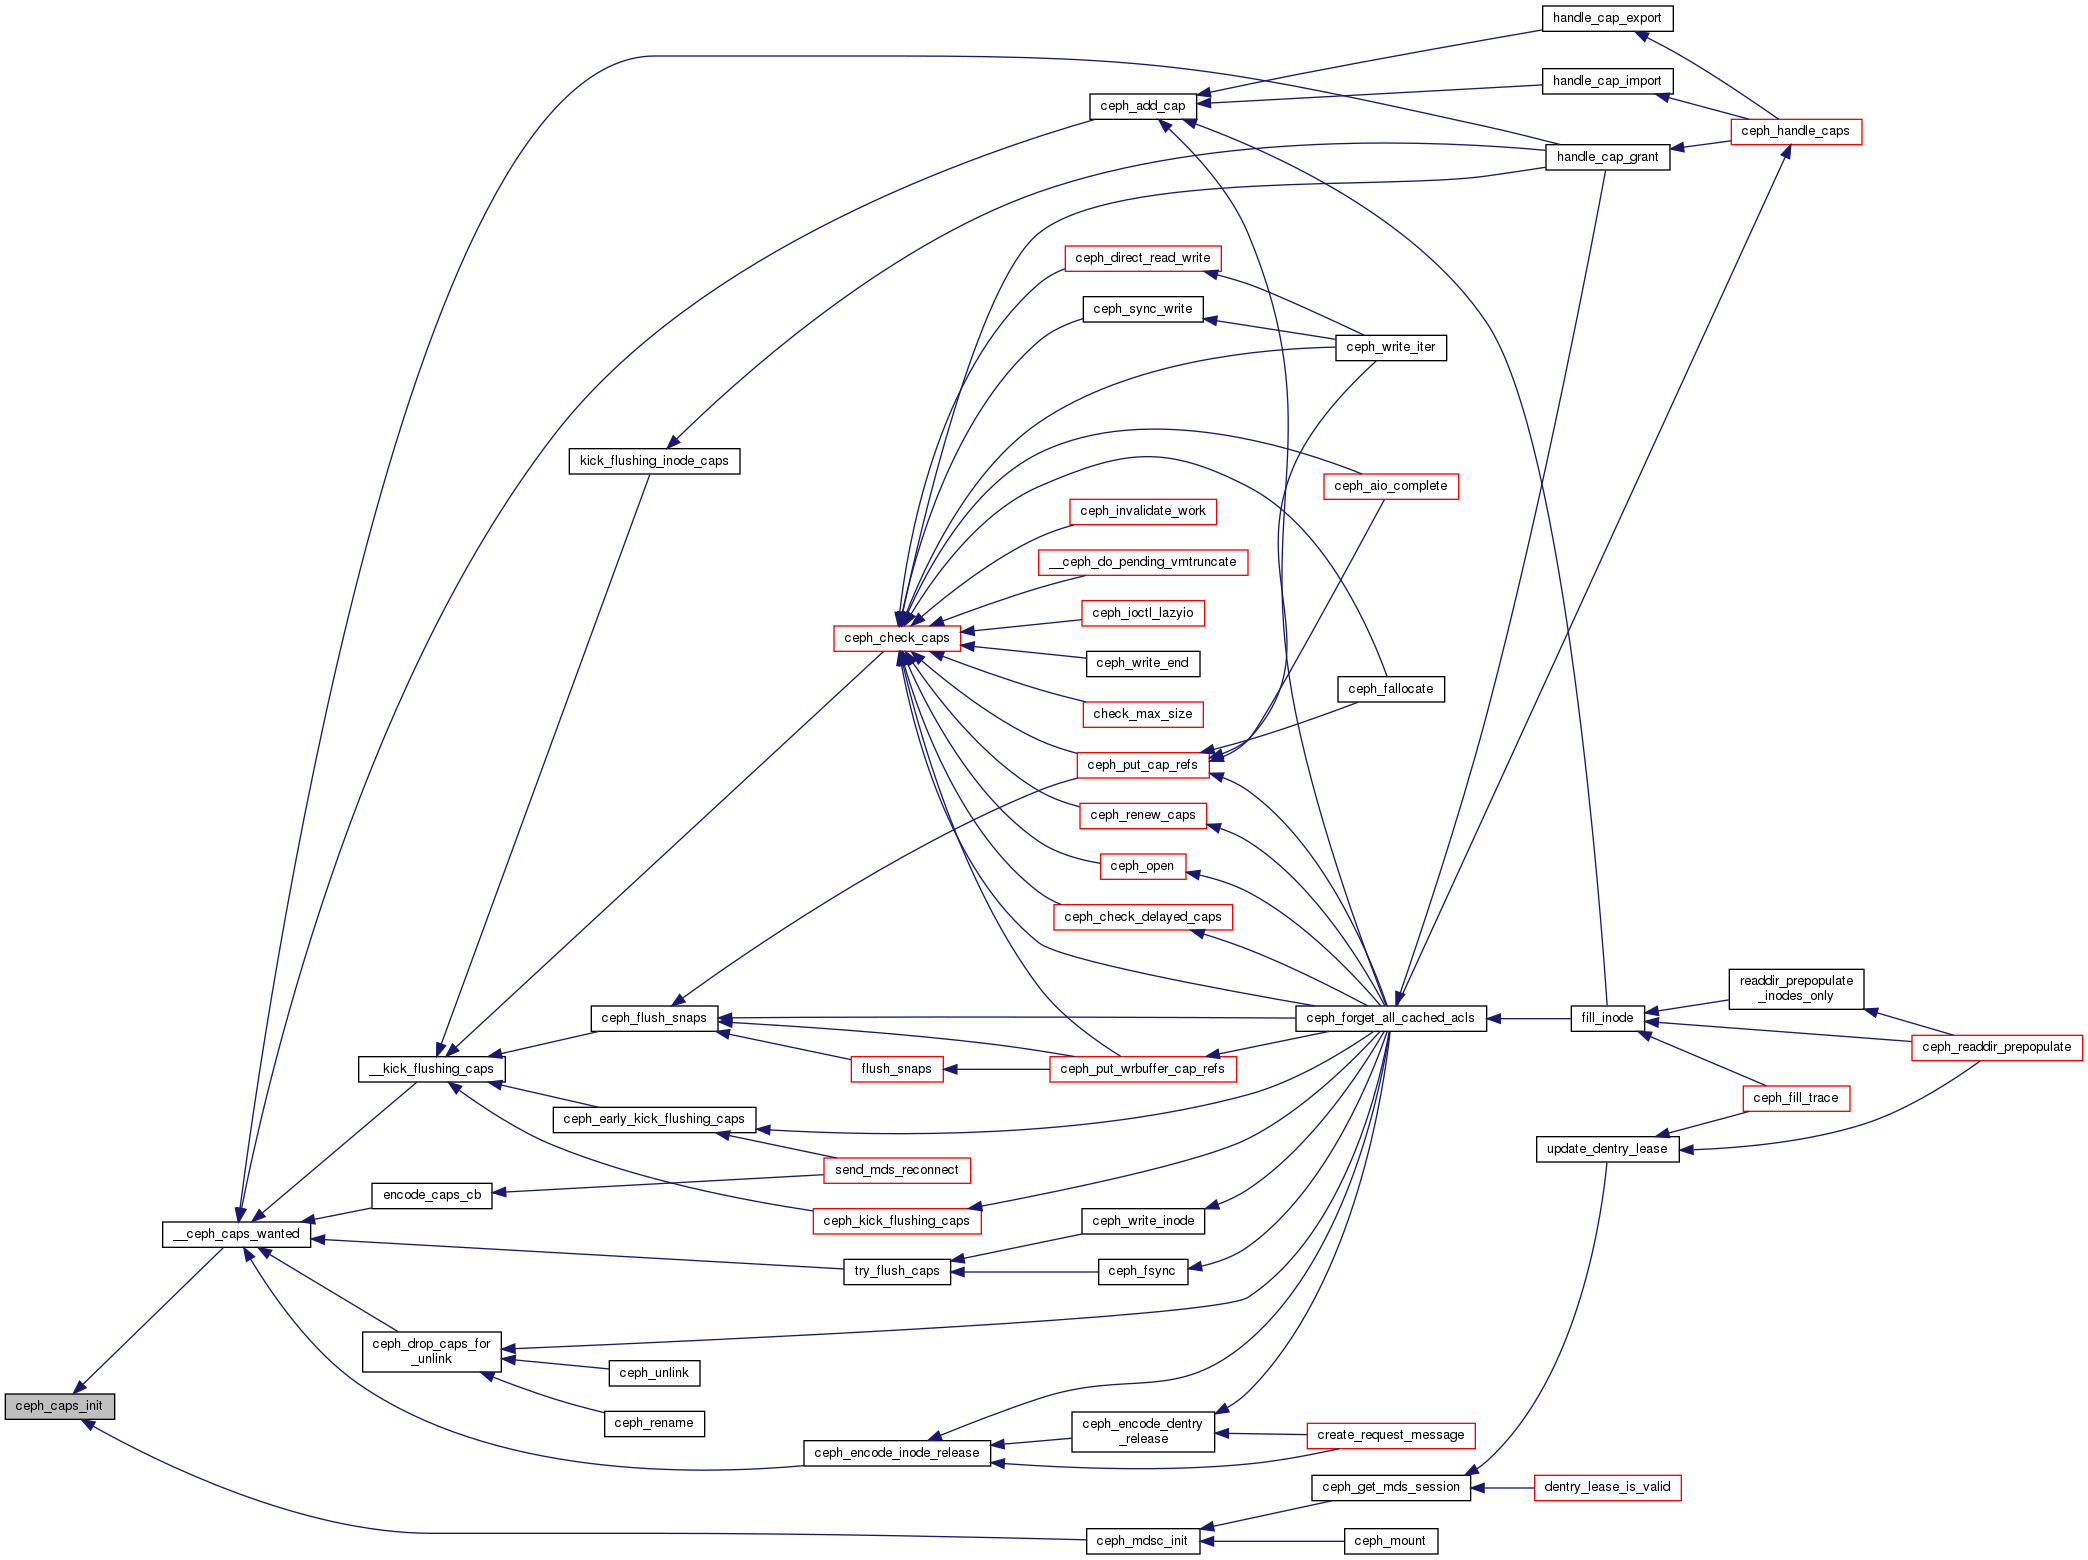 handle_cap_export
handle_cap_import
ceph_add_cap
ceph_handle_caps
handle_cap_grant
ceph_direct_read_write
ceph_sync_write
ceph_write_iter
kick_flushing_inode_caps
ceph_aio_complete
ceph_invalidate_work
__ceph_do_pending_vmtruncate
ceph_ioctl_lazyio
ceph_check_caps
ceph_write_end
ceph_fallocate
check_max_size
ceph_put_cap_refs
ceph_renew_caps
ceph_open
ceph_check_delayed_caps
readdir_prepopulate
_inodes_only
ceph_flush_snaps
ceph_forget_all_cached_acls
fill_inode
ceph_readdir_prepopulate
__kick_flushing_caps
flush_snaps
ceph_put_wrbuffer_cap_refs
ceph_fill_trace
ceph_early_kick_flushing_caps
update_dentry_lease
send_mds_reconnect
encode_caps_cb
ceph_kick_flushing_caps
ceph_write_inode
__ceph_caps_wanted
try_flush_caps
ceph_fsync
ceph_drop_caps_for
_unlink
ceph_unlink
ceph_caps_init
ceph_rename
ceph_encode_dentry
_release
create_request_message
ceph_encode_inode_release
ceph_get_mds_session
dentry_lease_is_valid
ceph_mdsc_init
ceph_mount